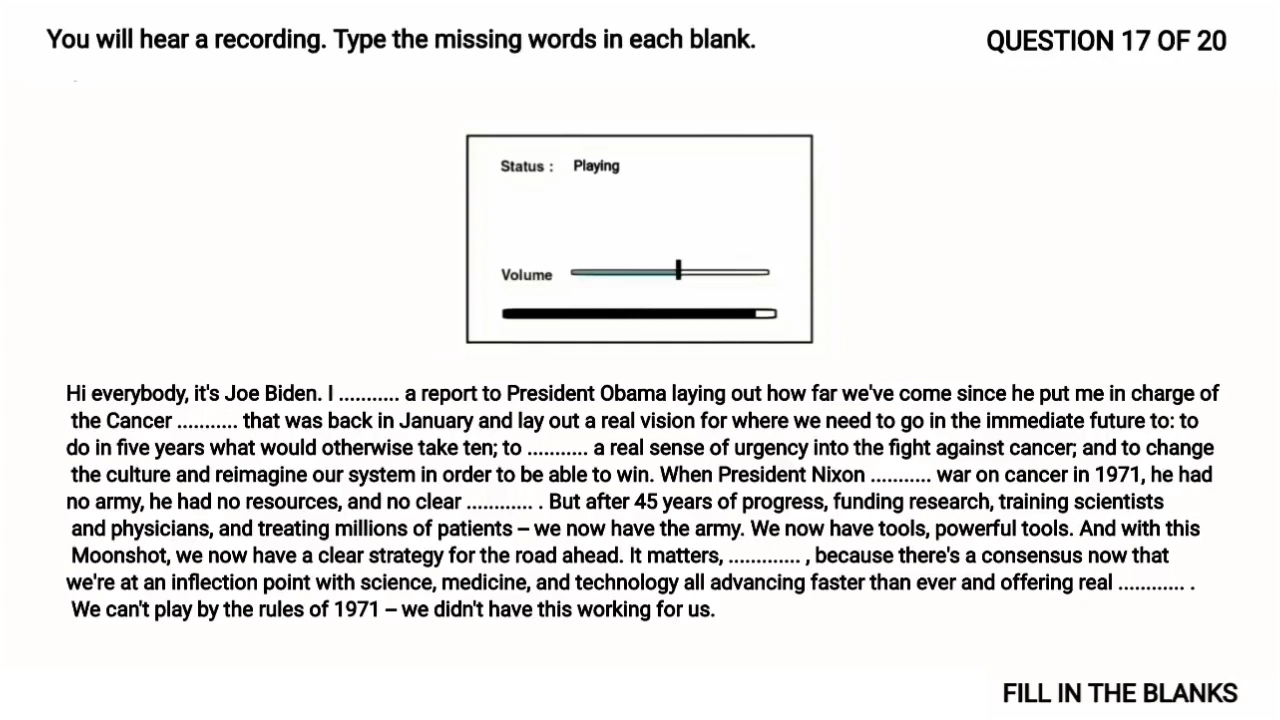 You will hear a recording. Type the missing words in each blank.
QUESTION 17 OF 20
Status : Playing
Volume
Hi everybody, it's Joe Biden. I ........... a report to President Obama laying out how far we've come since he put me in charge of
the Cancer ........... that was back in January and lay out a real vision for where we need to go in the immediate future to: to
do in five years what would otherwise take ten; to ........... a real sense of urgency into the fight against cancer; and to change
the culture and reimagine our system in order to be able to win. When President Nixon ........... war on cancer in 1971, he had
no army, he had no resources, and no clear ............ . But after 45 years of progress, funding research, training scientists
and physicians, and treating millions of patients – we now have the army. We now have tools, powerful tools. And with this
Moonshot, we now have a clear strategy for the road ahead. It matters, ............. , because there's a consensus now that
we're at an inflection point with science, medicine, and technology all advancing faster than ever and offering real ............ .
We can't play by the rules of 1971 – we didn't have this working for us.
FILL IN THE BLANKS